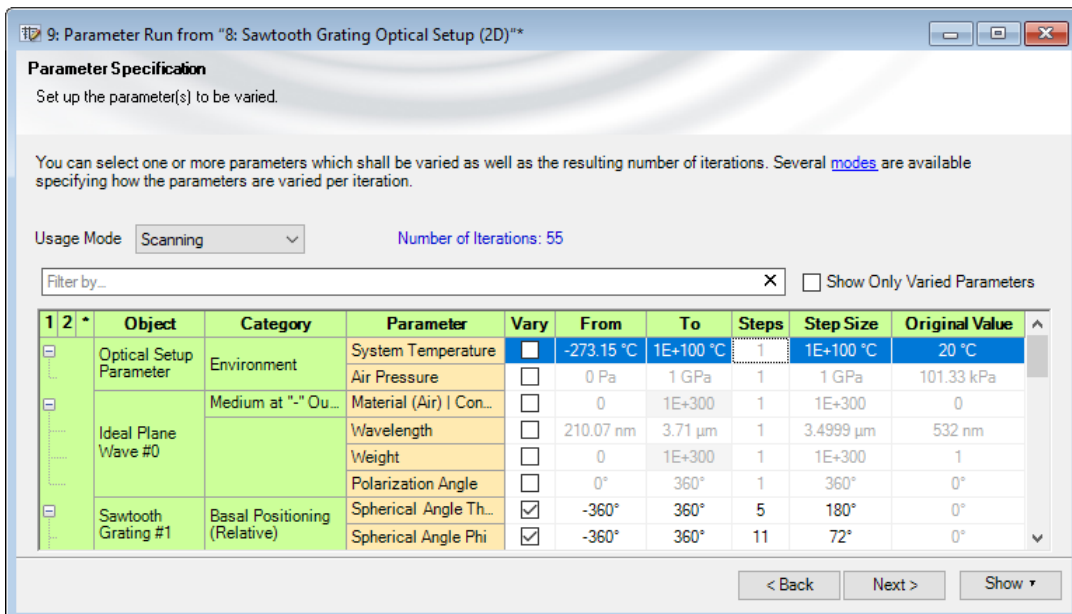 9: Parameter Run from "8: Sawtooth Grating Optical Setup (2D)"*
Parameter Specification
Set up the parameter(s) to be varied.
You can select one or more parameters which shall be varied as well as the resulting number of iterations. Several modes are available
specifying how the parameters are varied per iteration.
Usage Mode Scanning Number of Iterations: 55
Filter by... Show Only Varied Parameters
1 2 * Object Category Parameter Vary From To Steps Step Size Original Value
Optical Setup Parameter Environment System Temperature -273.15 °C 1E+100 °C 1 1E+100 °C 20 °C
Air Pressure 0 Pa 1 GPa 1 1 GPa 101.33 kPa
Ideal Plane Wave #0 Medium at "-" Ou... Material (Air) | Con... 0 1E+300 1 1E+300 0
Wavelength 210.07 nm 3.71 µm 1 3.4999 µm 532 nm
Weight 0 1E+300 1 1E+300 1
Polarization Angle 0° 360° 1 360° 0°
Sawtooth Grating #1 Basal Positioning (Relative) Spherical Angle Th... -360° 360° 5 180° 0°
Spherical Angle Phi -360° 360° 11 72° 0°
< Back Next > Show